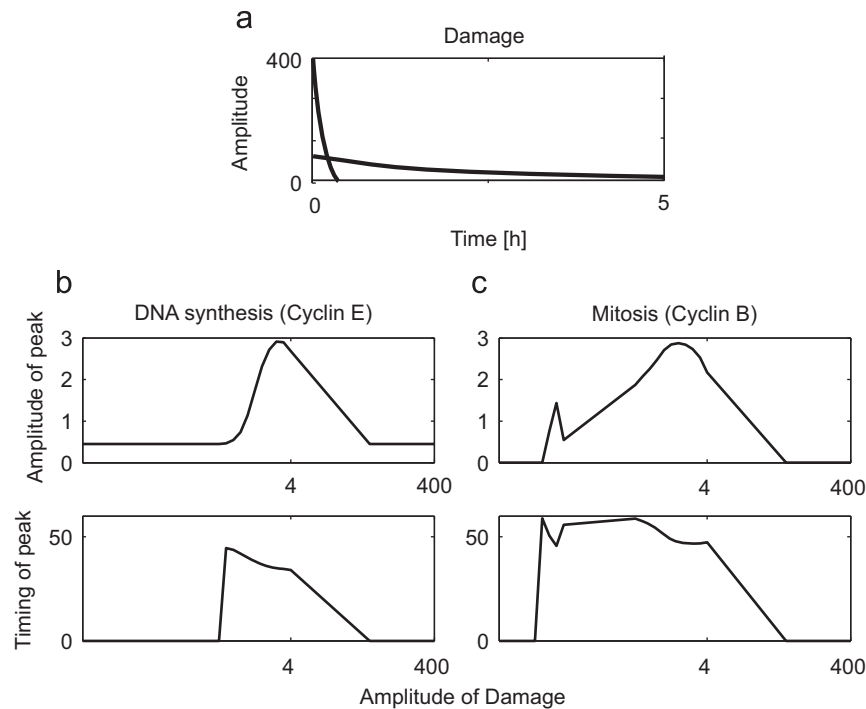 a
Damage
400
0
Amplitude
0
5
Time [h]
b
DNA synthesis (Cyclin E)
3
2
1
0
Amplitude of peak
4
400
50
0
Timing of peak
4
400
c
Mitosis (Cyclin B)
3
2
1
0
4
400
50
0
4
400
Amplitude of Damage